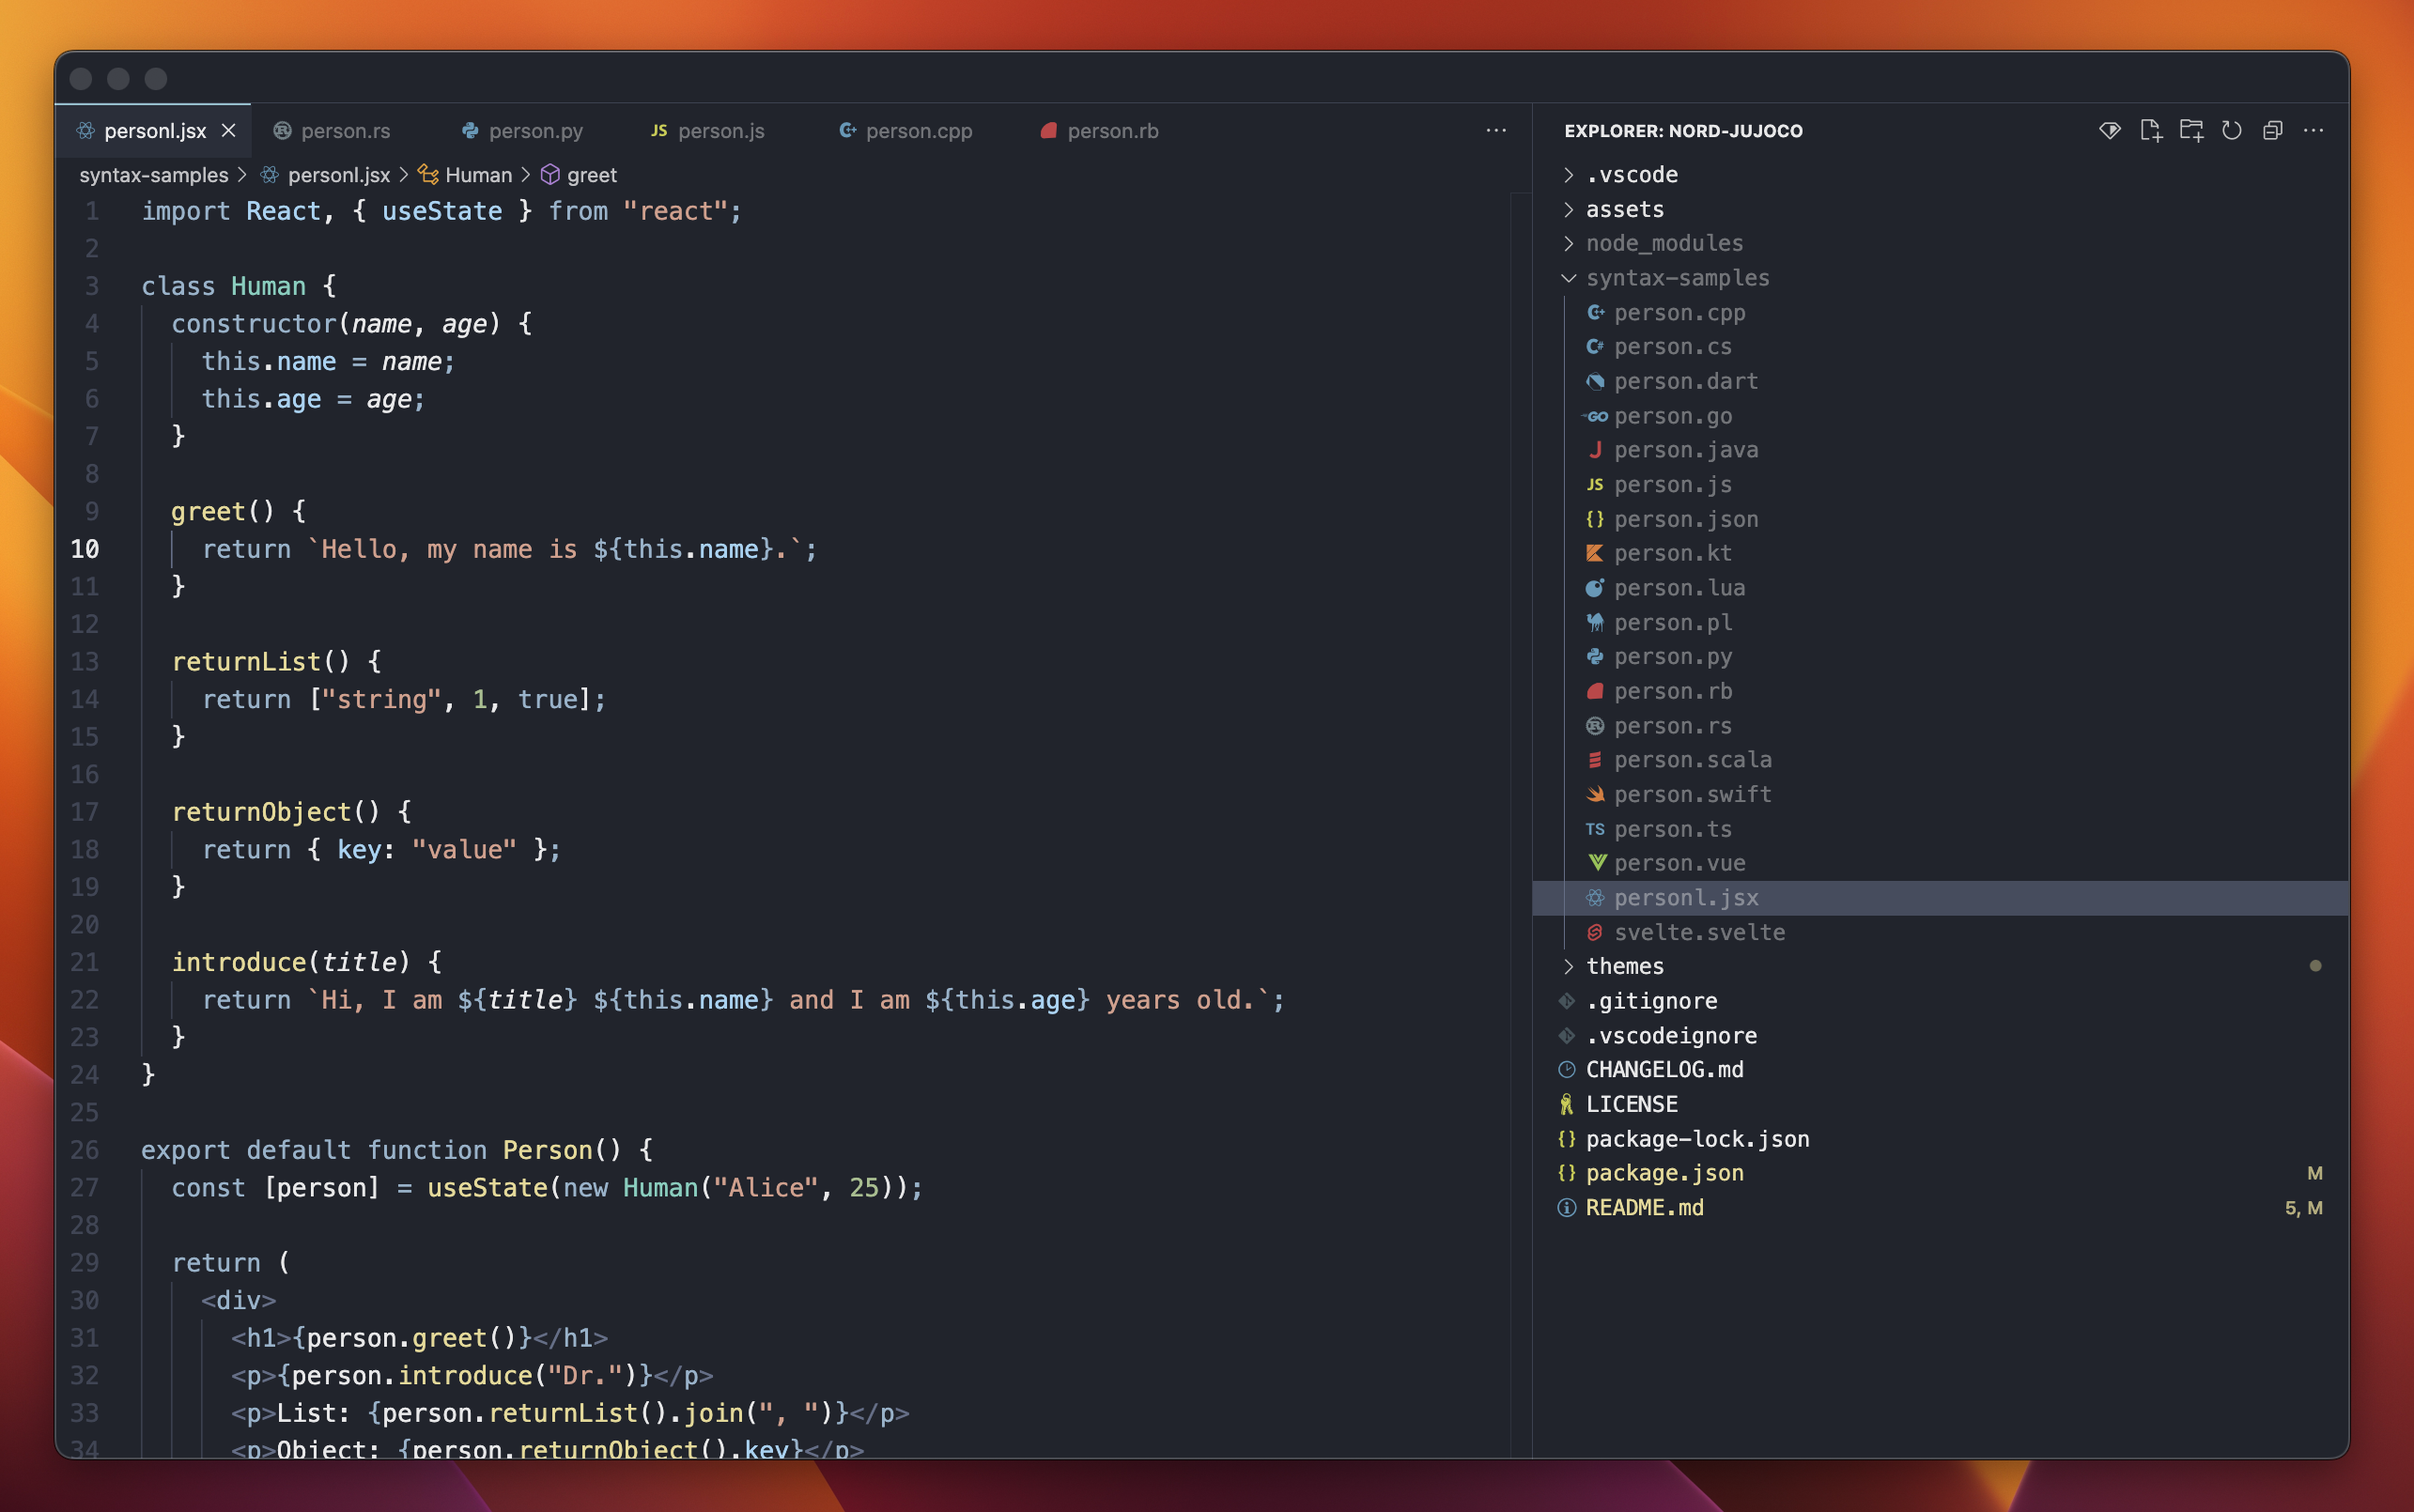 personl.jsx person.rs person.py JS person.js person.cpp person.rb
syntax-samples > personl.jsx > Human > greet
1 import React, { useState } from "react";
2
3 class Human {
4 constructor(name, age) {
5 this.name = name;
6 this.age = age;
7 }
8
9 greet() {
10 return `Hello, my name is ${this.name}.`;
11 }
12
13 returnList() {
14 return ["string", 1, true];
15 }
16
17 returnObject() {
18 return { key: "value" };
19 }
20
21 introduce(title) {
22 return `Hi, I am ${title} ${this.name} and I am ${this.age} years old.`;
23 }
24 }
25
26 export default function Person() {
27 const [person] = useState(new Human("Alice", 25));
28
29 return (
30 <div>
31 <h1>{person.greet()}</h1>
32 <p>{person.introduce("Dr.")}</p>
33 <p>List: {person.returnList().join(", ")}</p>
34 <p>Object: {person.returnObject().key}</p>
EXPLORER: NORD-JUJOCO
.vscode
assets
node_modules
syntax-samples
person.cpp
person.cs
person.dart
GO person.go
J person.java
JS person.js
{} person.json
person.kt
person.lua
person.pl
person.py
person.rb
person.rs
person.scala
person.swift
TS person.ts
person.vue
personl.jsx
svelte.svelte
themes
.gitignore
.vscodeignore
CHANGELOG.md
LICENSE
{} package-lock.json
{} package.json M
README.md 5, M